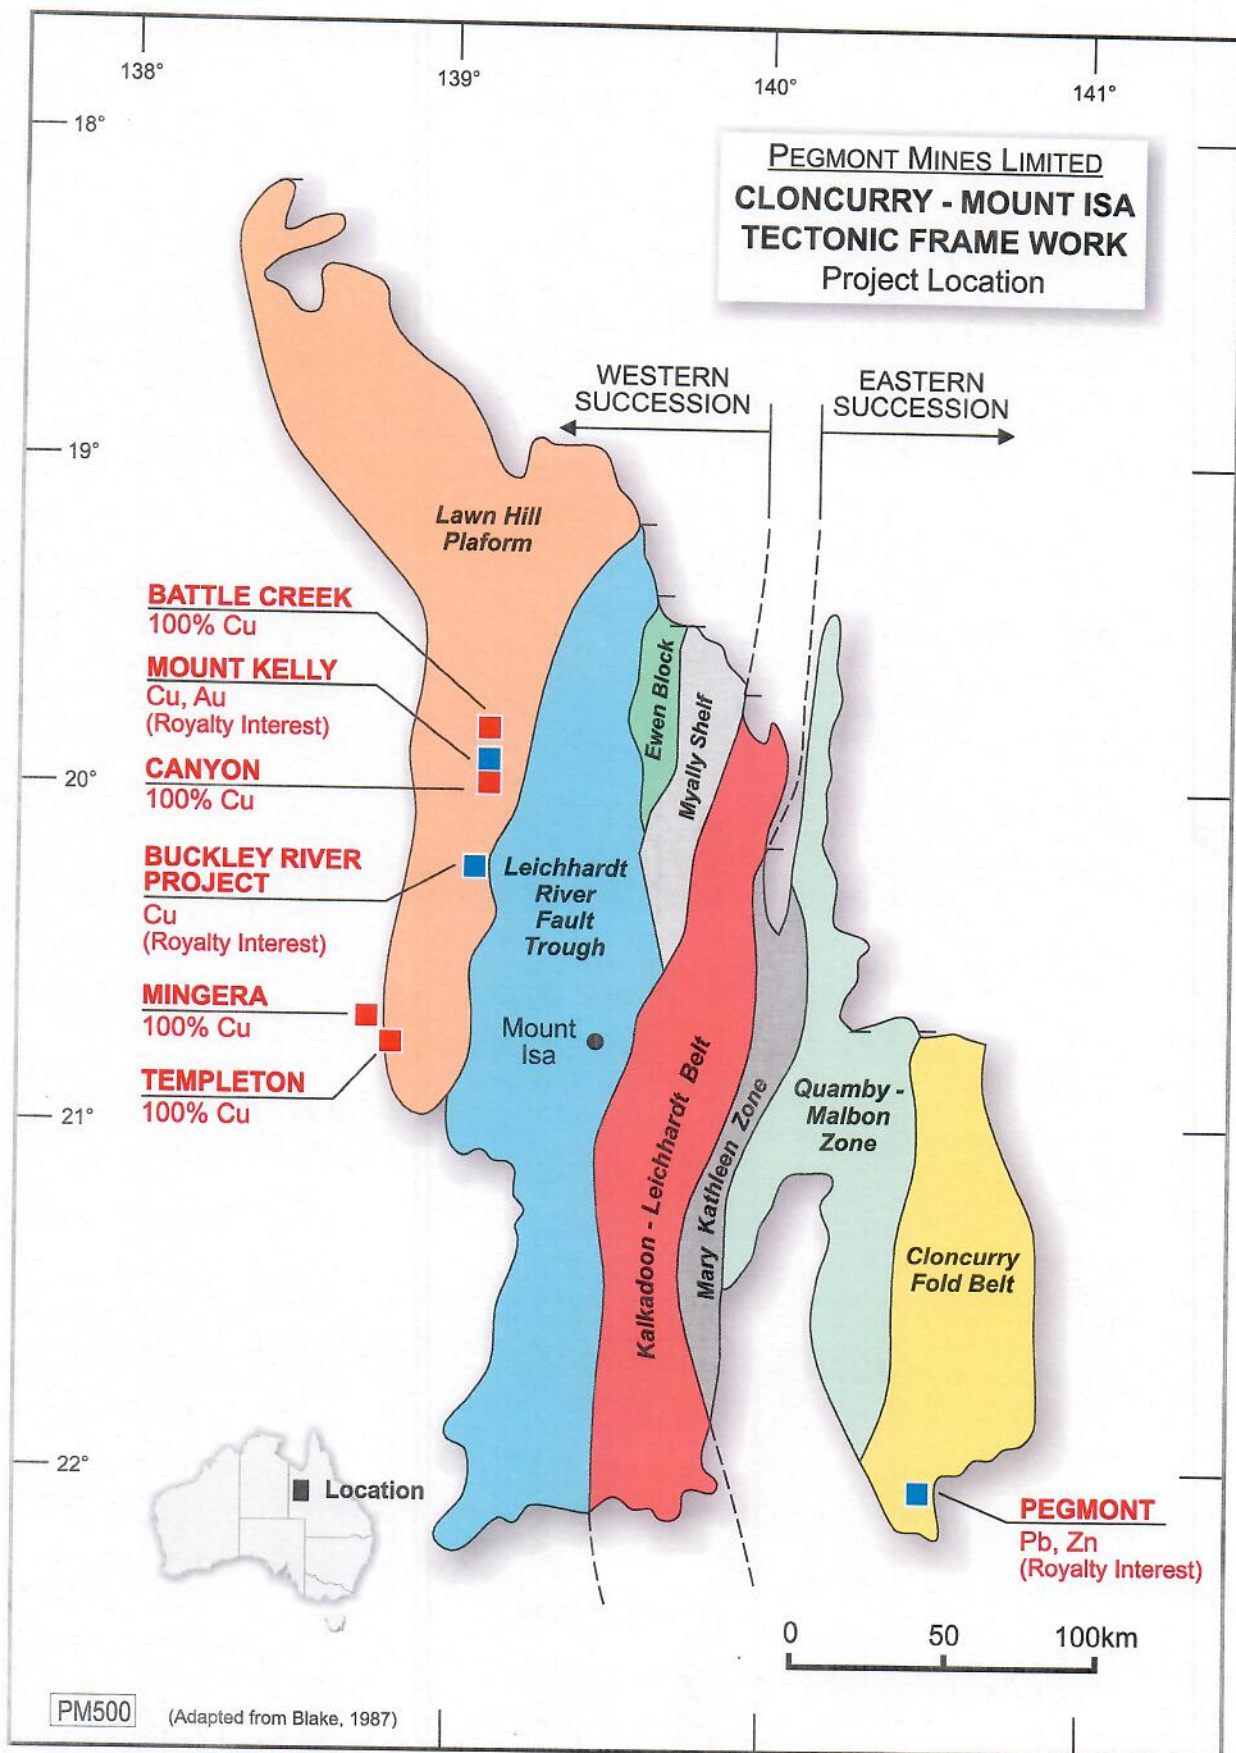 138°
139°
140°
141°
18°
PEGMONT MINES LIMITED
CLONCURRY - MOUNT ISA
TECTONIC FRAME WORK
Project Location
WESTERN
SUCCESSION
EASTERN
SUCCESSION
19°
Lawn Hill
Plaform
BATTLE CREEK
100% Cu
MOUNT KELLY
Cu, Au
(Royalty Interest)
Ewen Block
Myally Shelf
CANYON
100% Cu
20°
BUCKLEY RIVER
PROJECT
Cu
(Royalty Interest)
Leichhardt
River
Fault
Trough
MINGERA
100% Cu
Mount
Isa
TEMPLETON
100% Cu
21°
Kalkadoon - Leichhardt Belt
Mary Kathleen Zone
Quamby -
Malbon
Zone
Cloncurry
Fold Belt
22°
Location
PEGMONT
Pb, Zn
(Royalty Interest)
0 50 100km
PM500
(Adapted from Blake, 1987)